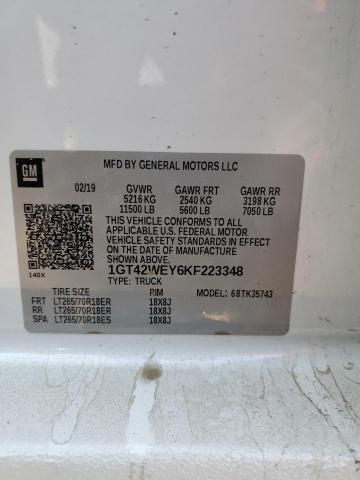 GM
MFD BY GENERAL MOTORS LLC
02/19 GVWR GAWR FRT GAWR RR
5216 KG 2540 KG 3198 KG
11500 LB 5600 LB 7050 LB
THIS VEHICLE CONFORMS TO ALL
APPLICABLE U.S. FEDERAL MOTOR
VEHICLE SAFETY STANDARDS IN EFFECT
ON THE DATE OF MANUFACTURE
SHOWN ABOVE.
140X
1GT42WEY6KF223348
TYPE: TRUCK MODEL: 68TK35743
TIRE SIZE RIM
FRT LT265/70R18ER 18X8J
RR LT265/70R18ER 18X8J
SPA LT265/70R18ES 18X8J